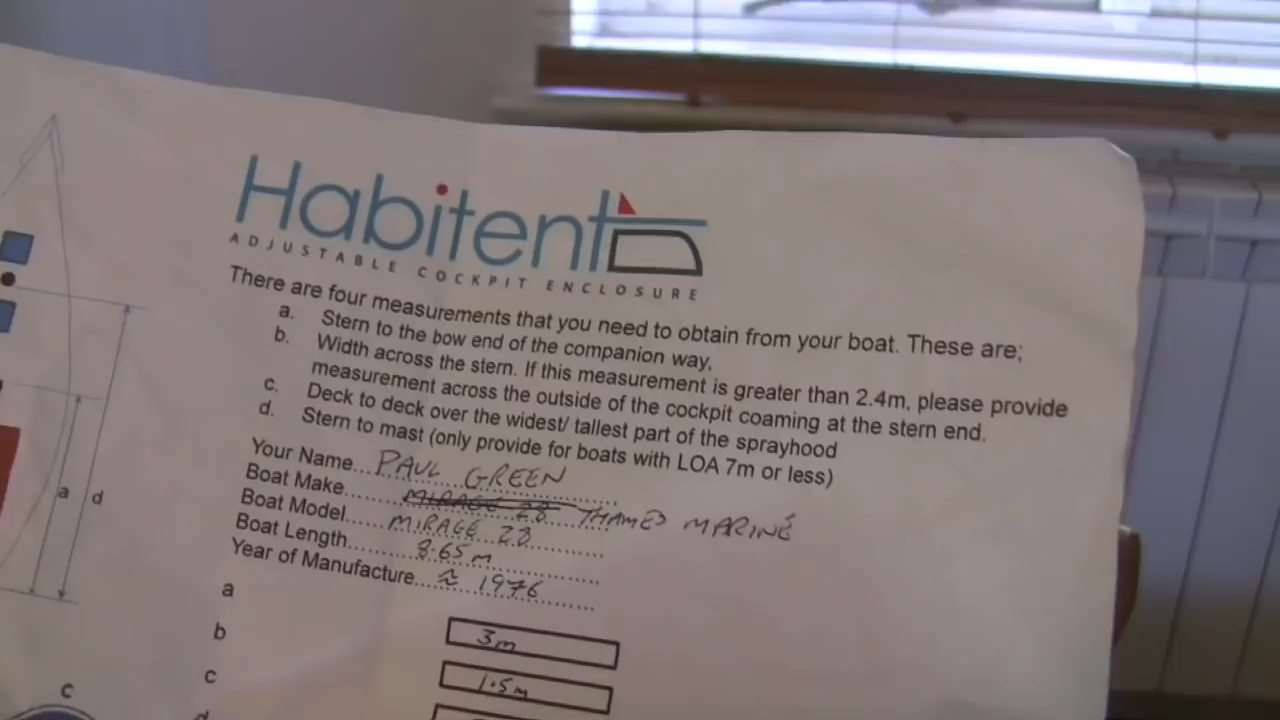 Habitent
ADJUSTABLE COCKPIT ENCLOSURE
There are four measurements that you need to obtain from your boat. These are;
a. Stern to the bow end of the companion way,
b. Width across the stern. If this measurement is greater than 2.4m, please provide
measurement across the outside of the cockpit coaming at the stern end.
c. Deck to deck over the widest/ tallest part of the sprayhood
d. Stern to mast (only provide for boats with LOA 7m or less)
Your Name... PAUL GREEN
Boat Make... MIRAGE 28 THAMES MARINE
Boat Model... MIRAGE 28
Boat Length... 8.65m
Year of Manufacture... ≈ 1976
a 3m
b 1.5m
c
d
a d
c